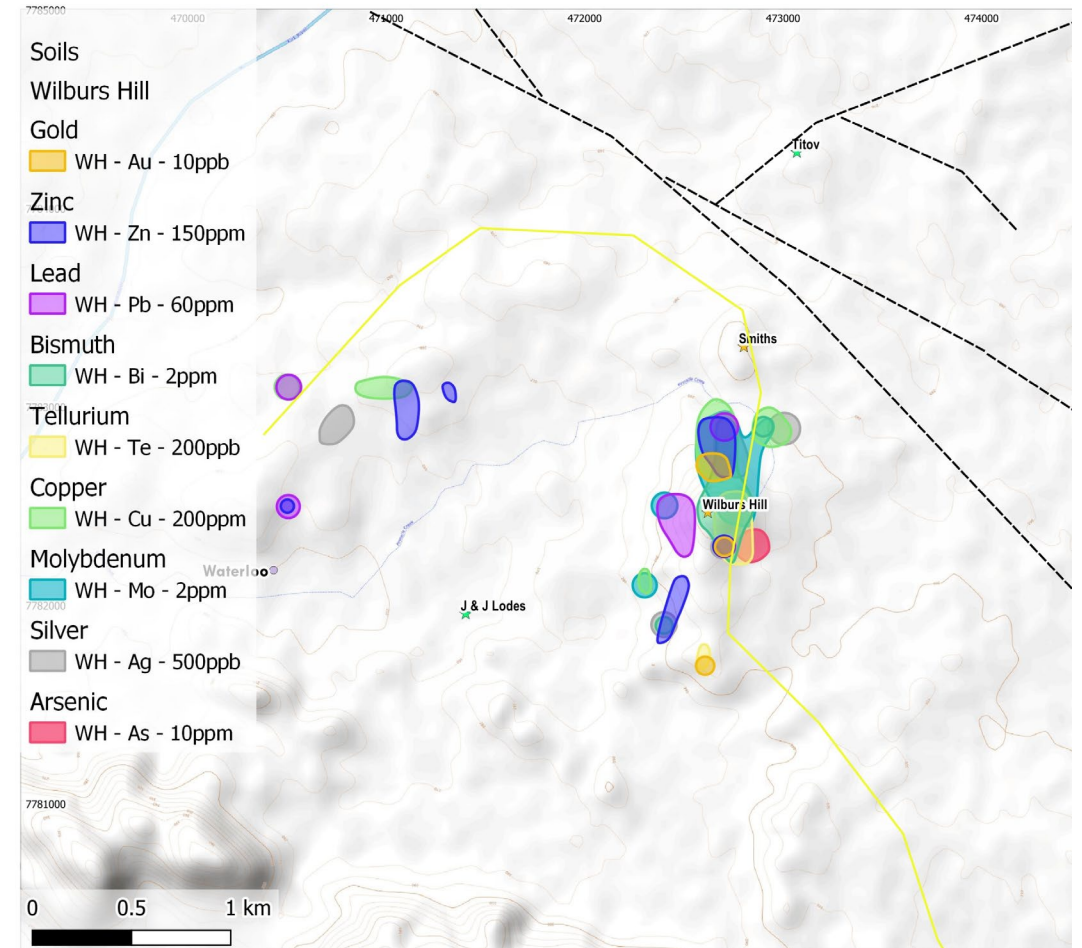 7785000
470000
471000
472000
473000
474000
Soils
Wilburs Hill
Gold
WH - Au - 10ppb
Zinc
WH - Zn - 150ppm
Lead
WH - Pb - 60ppm
Bismuth
WH - Bi - 2ppm
Tellurium
WH - Te - 200ppb
Copper
WH - Cu - 200ppm
Molybdenum
WH - Mo - 2ppm
Silver
WH - Ag - 500ppb
Arsenic
WH - As - 10ppm
Titov
Smiths
Wilburs Hill
Waterloo
J & J Lodes
7782000
7781000
0
0.5
1 km